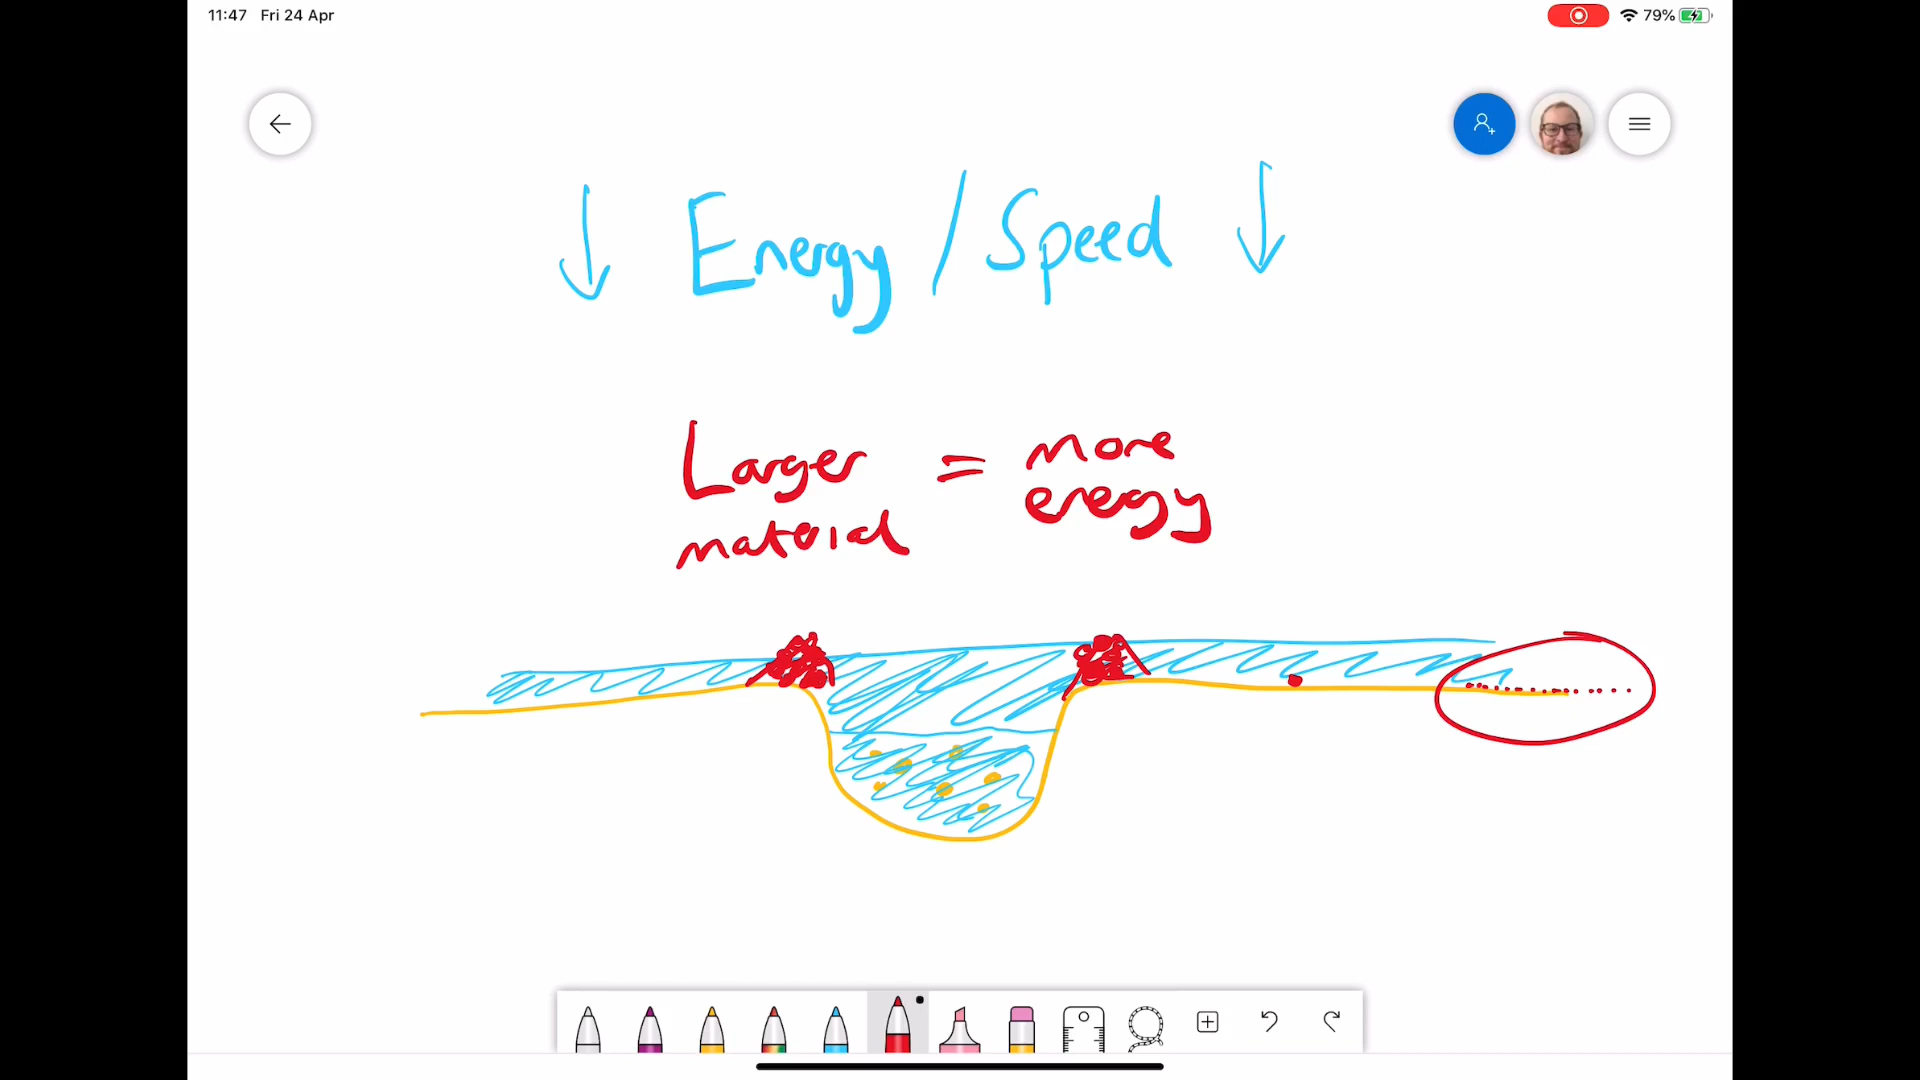 11:47 Fri 24 Apr
79%
↓ Energy / Speed ↓
Larger = more
material energy